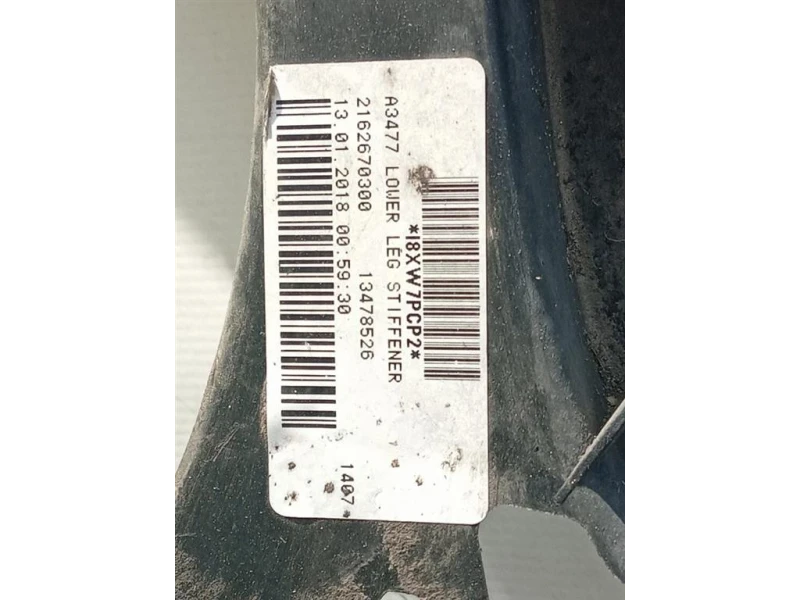 *I8XW7PCP2*
A3477 LOWER LEG STIFFENER
2162670300 13478526
13.01.2018 00:59:30
1407